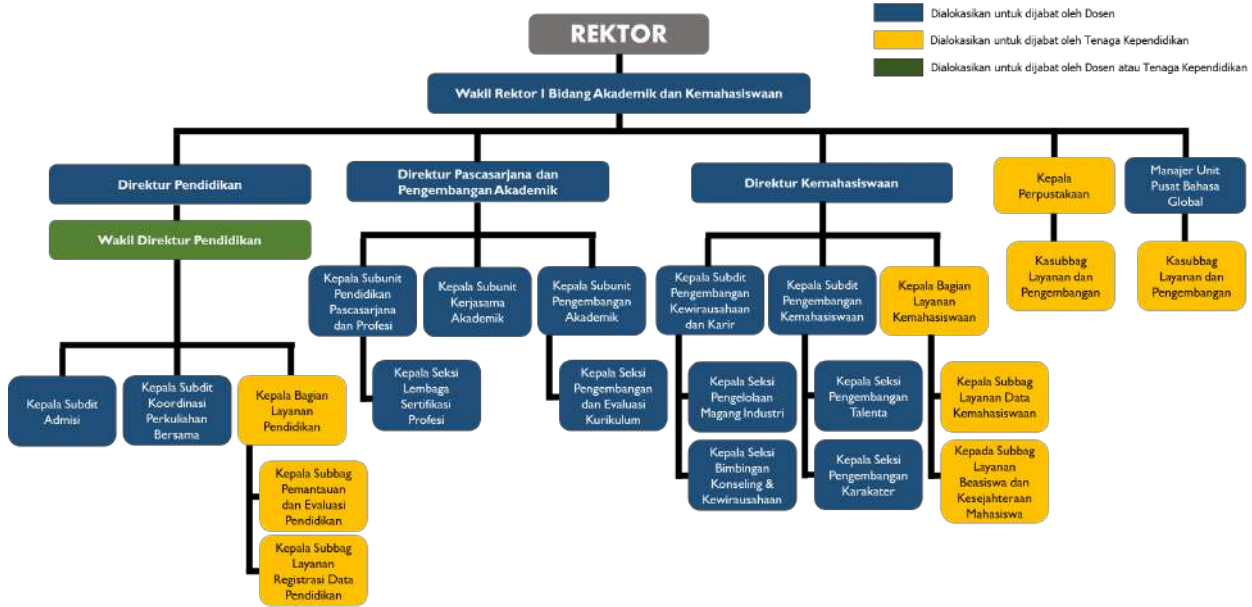 REKTOR
Dialokasikan untuk dijabat oleh Dosen
Dialokasikan untuk dijabat oleh Tenaga Kependidikan
Dialokasikan untuk dijabat oleh Dosen atau Tenaga Kependidikan
Wakil Rektor I Bidang Akademik dan Kemahasiswaan
Direktur Pendidikan
Direktur Pascasarjana dan
Pengembangan Akademik
Direktur Kemahasiswaan
Kepala
Perpustakaan
Manajer Unit
Pusat Bahasa
Global
Wakil Direktur Pendidikan
Kepala Subunit
Pendidikan
Pascasarjana
dan Profesi
Kepala Subunit
Kerjasama
Akademik
Kepala Subunit
Pengembangan
Akademik
Kepala Subdit
Pengembangan
Kewirausahaan
dan Karir
Kepala Subdit
Pengembangan
Kemahasiswaan
Kepala Bagian
Layanan
Kemahasiswaan
Kasubbag
Layanan dan
Pengembangan
Kasubbag
Layanan dan
Pengembangan
Kepala Subdit
Admisi
Kepala Subdit
Koordinasi
Perkuliahan
Bersama
Kepala Bagian
Layanan
Pendidikan
Kepala Seksi
Lembaga
Sertifikasi
Profesi
Kepala Seksi
Pengembangan
dan Evaluasi
Kurikulum
Kepala Seksi
Pengelolaan
Magang Industri
Kepala Seksi
Pengembangan
Talenta
Kepala Subbag
Layanan Data
Kemahasiswaan
Kepala Subbag
Pemantauan
dan Evaluasi
Pendidikan
Kepala Seksi
Bimbingan
Konseling &
Kewirausahaan
Kepala Seksi
Pengembangan
Karakater
Kepada Subbag
Layanan
Beasiswa dan
Kesejahteraan
Mahasiswa
Kepala Subbag
Layanan
Registrasi Data
Pendidikan